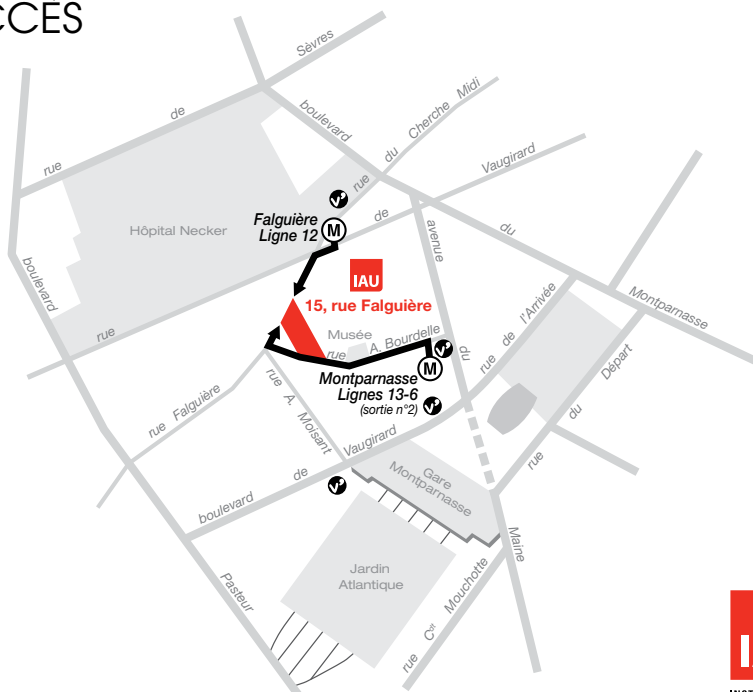 CCÈS
Sèvres
de
rue
boulevard
rue du Cherche Midi
Vaugirard
de
rue
Hôpital Necker
Falguière
Ligne 12
M
avenue
du
Montparnasse
boulevard
IAU
15, rue Falguière
Musée
rue A. Bourdelle
du
rue de l'Arrivée
M
Montparnasse
Lignes 13-6
(sortie n°2)
rue Falguière
rue A. Moisant
rue du Départ
boulevard de Vaugirard
Gare
Montparnasse
Maine
Jardin
Atlantique
Pasteur
rue Cdt Mouchotte